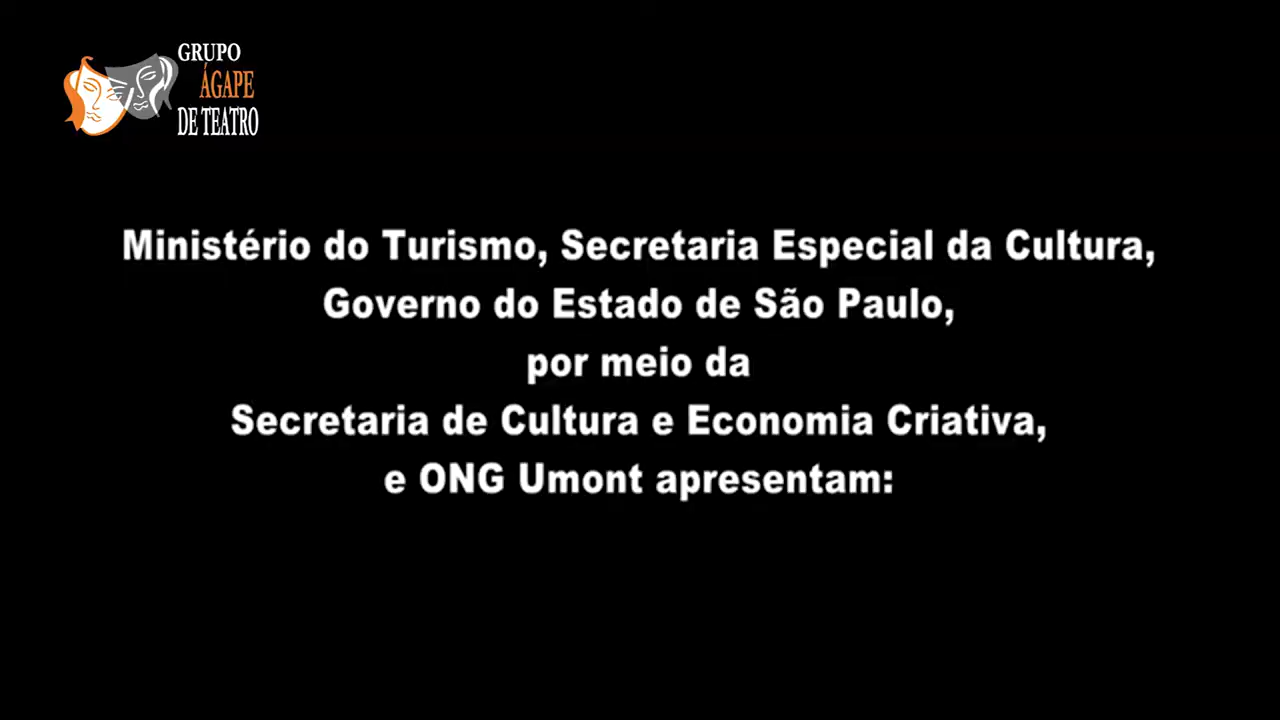 GRUPO
ÁGAPE
DE TEATRO
Ministério do Turismo, Secretaria Especial da Cultura,
Governo do Estado de São Paulo,
por meio da
Secretaria de Cultura e Economia Criativa,
e ONG Umont apresentam: